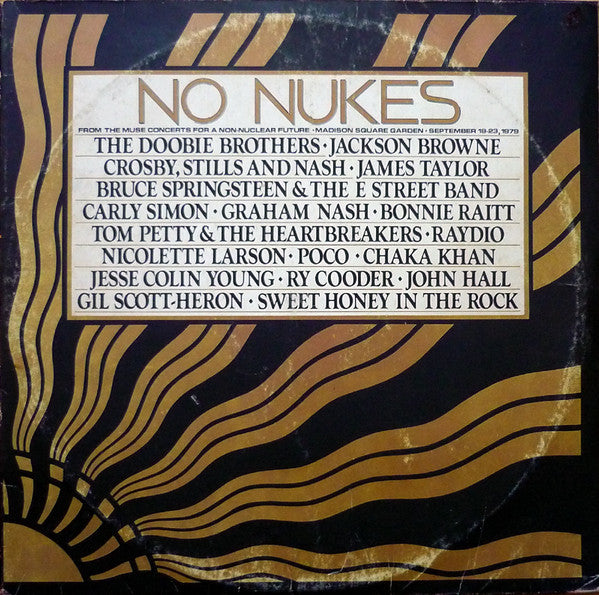 NO NUKES
FROM THE MUSE CONCERTS FOR A NON-NUCLEAR FUTURE · MADISON SQUARE GARDEN · SEPTEMBER 19-23, 1979
THE DOOBIE BROTHERS · JACKSON BROWNE
CROSBY, STILLS AND NASH · JAMES TAYLOR
BRUCE SPRINGSTEEN & THE E STREET BAND
CARLY SIMON · GRAHAM NASH · BONNIE RAITT
TOM PETTY & THE HEARTBREAKERS · RAYDIO
NICOLETTE LARSON · POCO · CHAKA KHAN
JESSE COLIN YOUNG · RY COODER · JOHN HALL
GIL SCOTT-HERON · SWEET HONEY IN THE ROCK